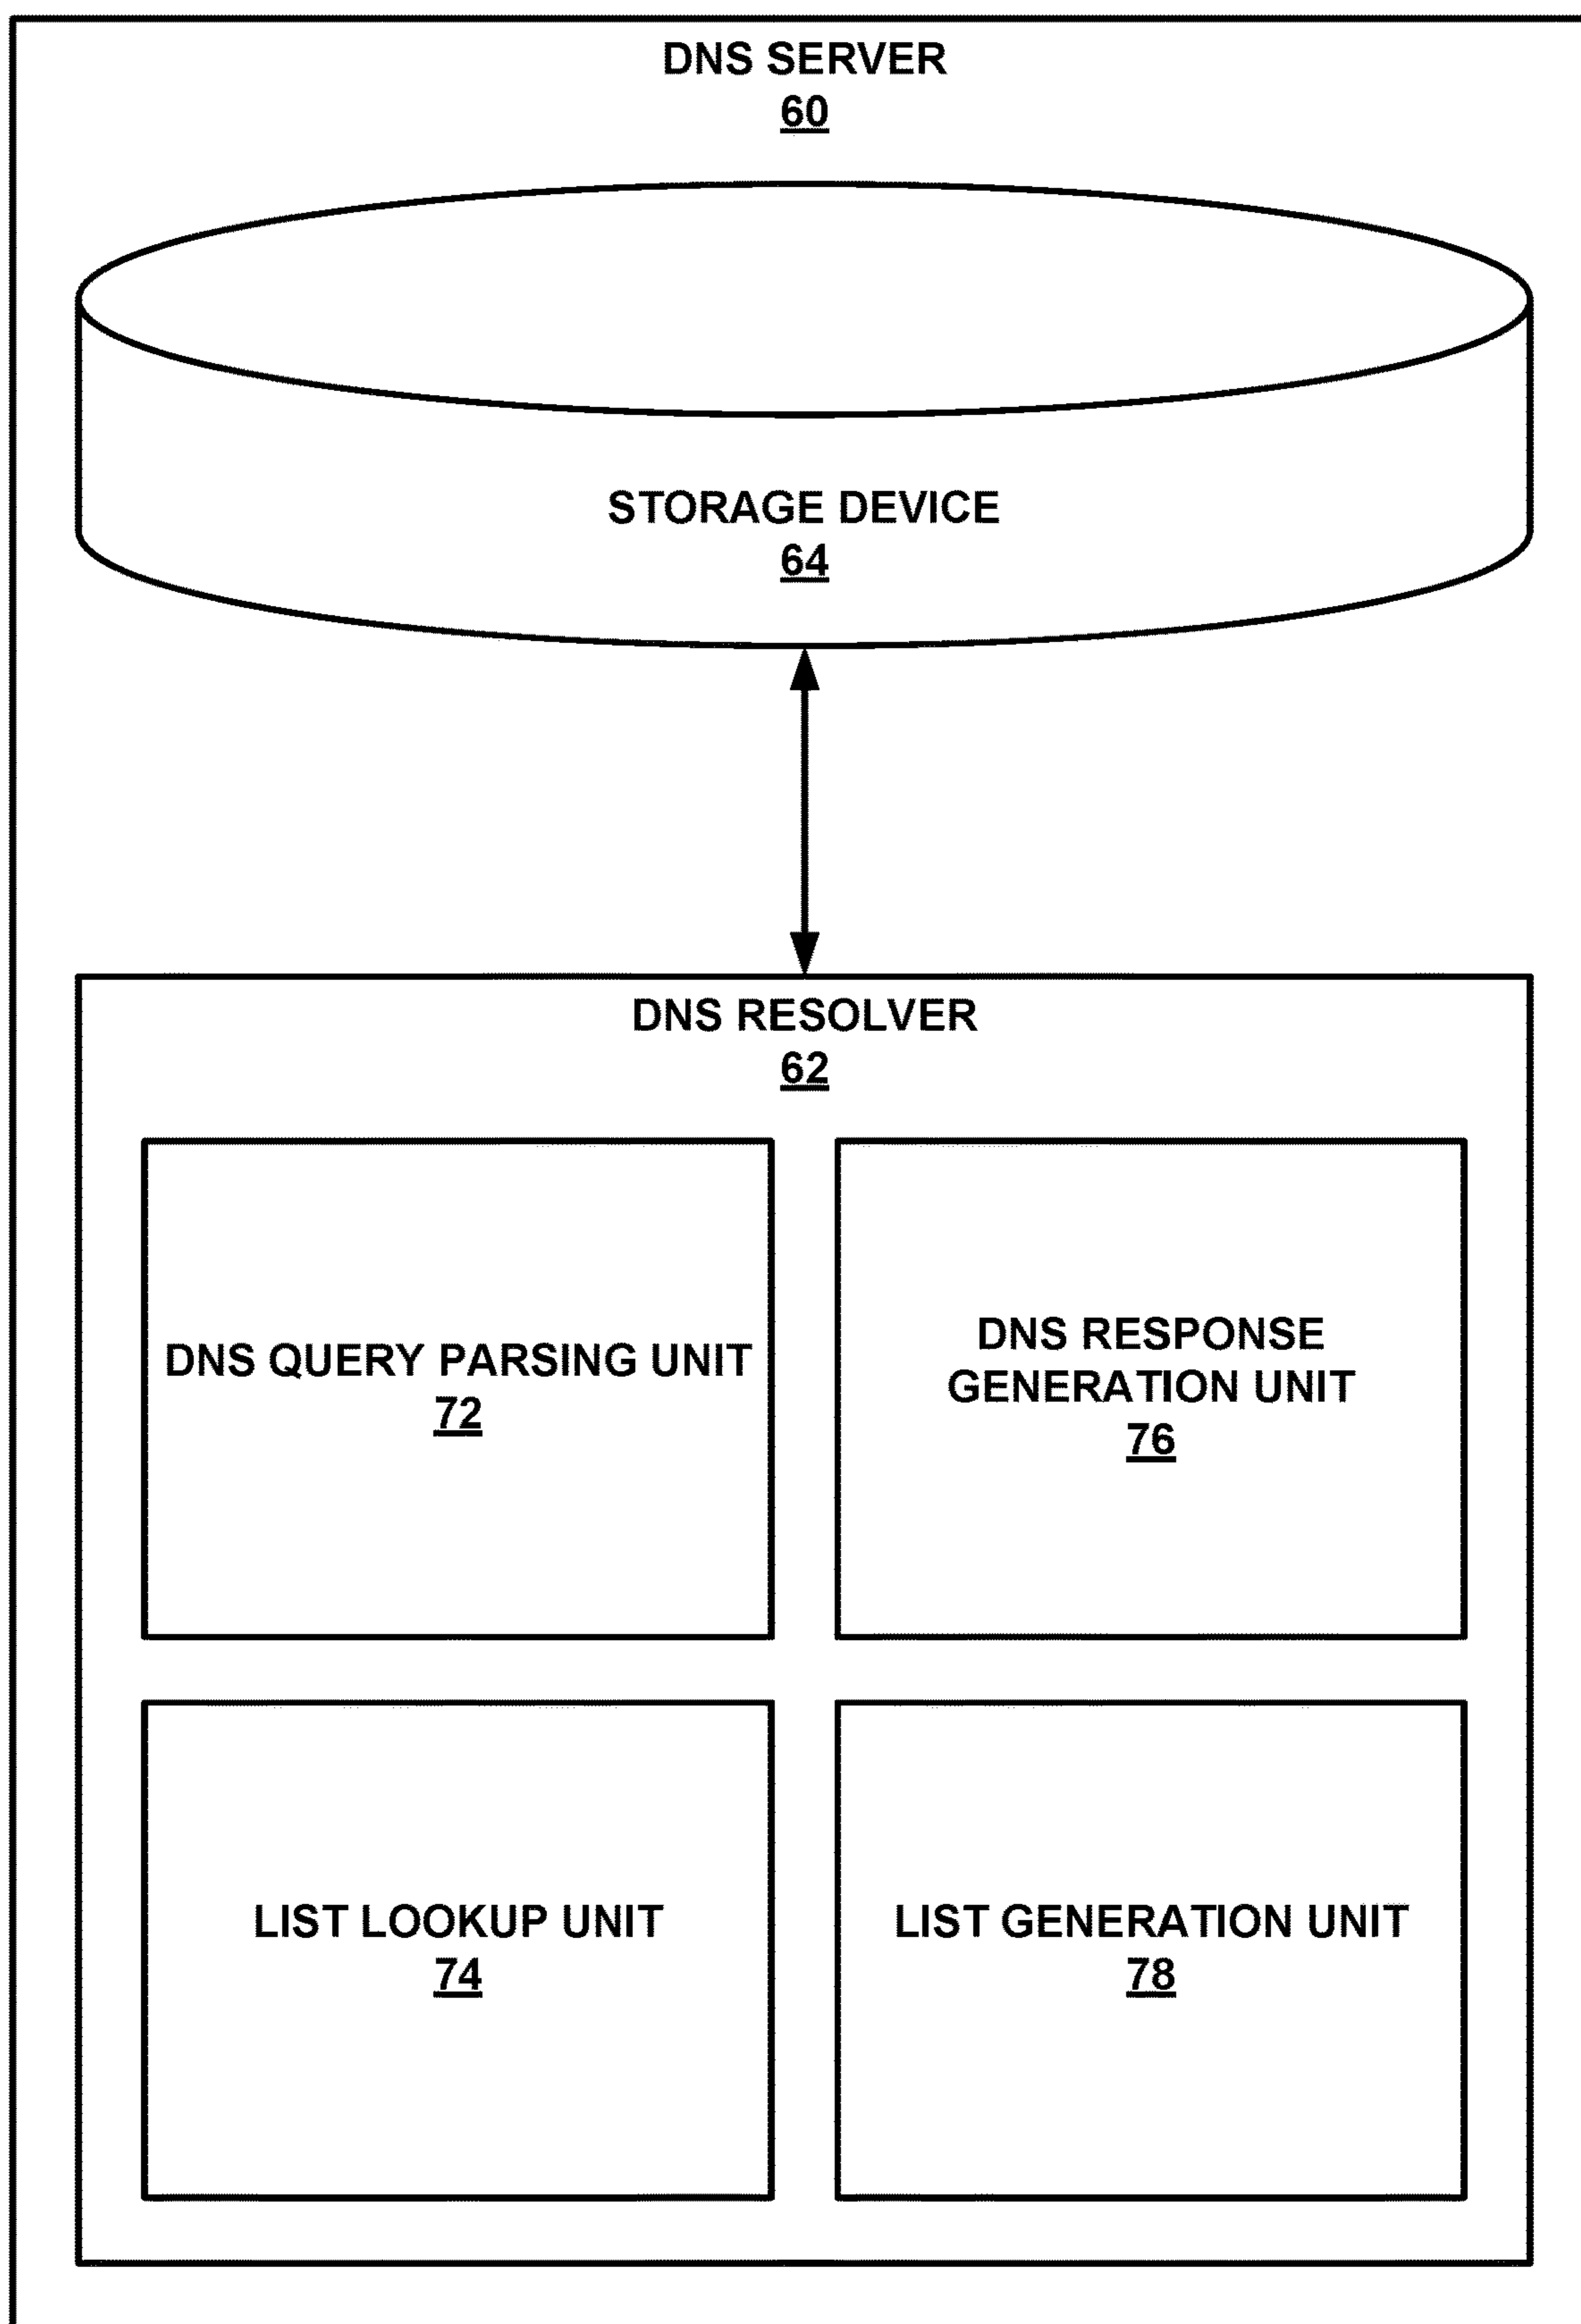 DNS SERVER
60
STORAGE DEVICE
64
DNS RESOLVER
62
DNS QUERY PARSING UNIT
72
DNS RESPONSE
GENERATION UNIT
76
LIST LOOKUP UNIT
74
LIST GENERATION UNIT
78